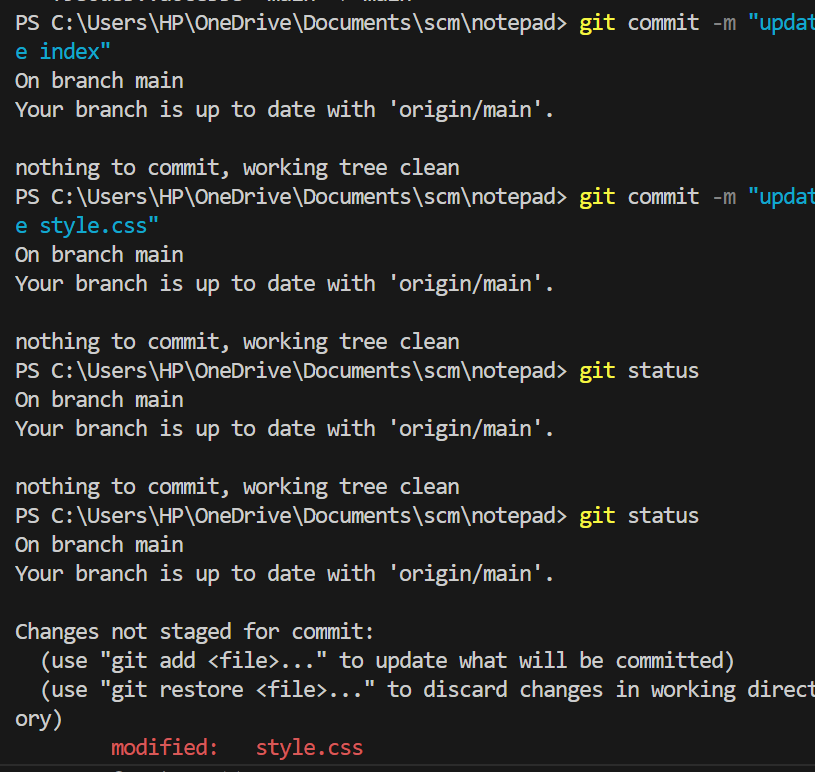 PS C:\Users\HP\OneDrive\Documents\scm\notepad> git commit -m "updat
e index"
On branch main
Your branch is up to date with 'origin/main'.
nothing to commit, working tree clean
PS C:\Users\HP\OneDrive\Documents\scm\notepad> git commit -m "updat
e style.css"
On branch main
Your branch is up to date with 'origin/main'.
nothing to commit, working tree clean
PS C:\Users\HP\OneDrive\Documents\scm\notepad> git status
On branch main
Your branch is up to date with 'origin/main'.
nothing to commit, working tree clean
PS C:\Users\HP\OneDrive\Documents\scm\notepad> git status
On branch main
Your branch is up to date with 'origin/main'.
Changes not staged for commit:
  (use "git add <file>..." to update what will be committed)
  (use "git restore <file>..." to discard changes in working direct
ory)
        modified:   style.css